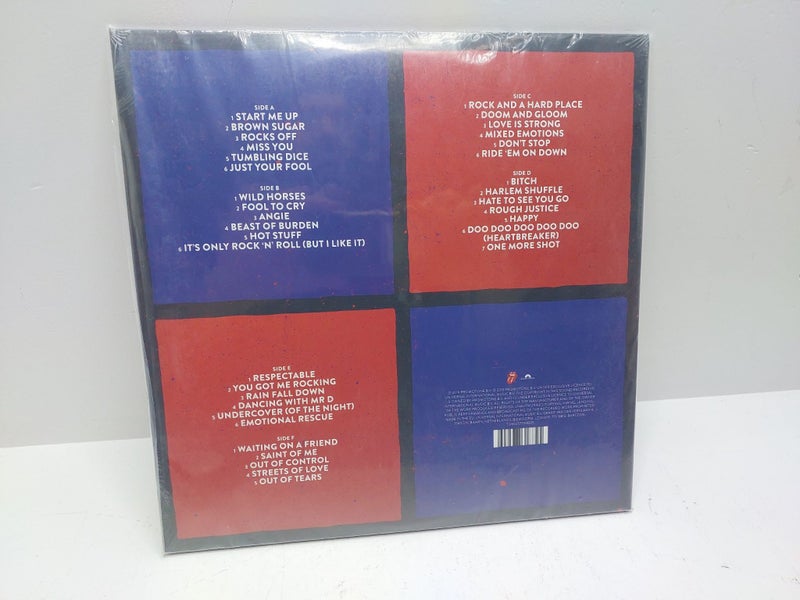 SIDE A
1 START ME UP
2 BROWN SUGAR
3 ROCKS OFF
4 MISS YOU
5 TUMBLING DICE
6 JUST YOUR FOOL
SIDE B
1 WILD HORSES
2 FOOL TO CRY
3 ANGIE
4 BEAST OF BURDEN
5 HOT STUFF
6 IT'S ONLY ROCK 'N' ROLL (BUT I LIKE IT)
SIDE C
1 ROCK AND A HARD PLACE
2 DOOM AND GLOOM
3 LOVE IS STRONG
4 MIXED EMOTIONS
5 DON'T STOP
6 RIDE 'EM ON DOWN
SIDE D
1 BITCH
2 HARLEM SHUFFLE
3 HATE TO SEE YOU GO
4 ROUGH JUSTICE
5 HAPPY
6 DOO DOO DOO DOO DOO
(HEARTBREAKER)
7 ONE MORE SHOT
SIDE E
1 RESPECTABLE
2 YOU GOT ME ROCKING
3 RAIN FALL DOWN
4 DANCING WITH MR D
5 UNDERCOVER (OF THE NIGHT)
6 EMOTIONAL RESCUE
SIDE F
1 WAITING ON A FRIEND
2 SAINT OF ME
3 OUT OF CONTROL
4 STREETS OF LOVE
5 OUT OF TEARS